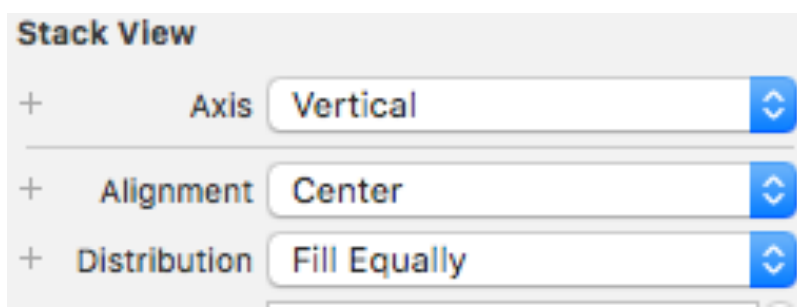 Stack View
+ Axis Vertical
+ Alignment Center
+ Distribution Fill Equally